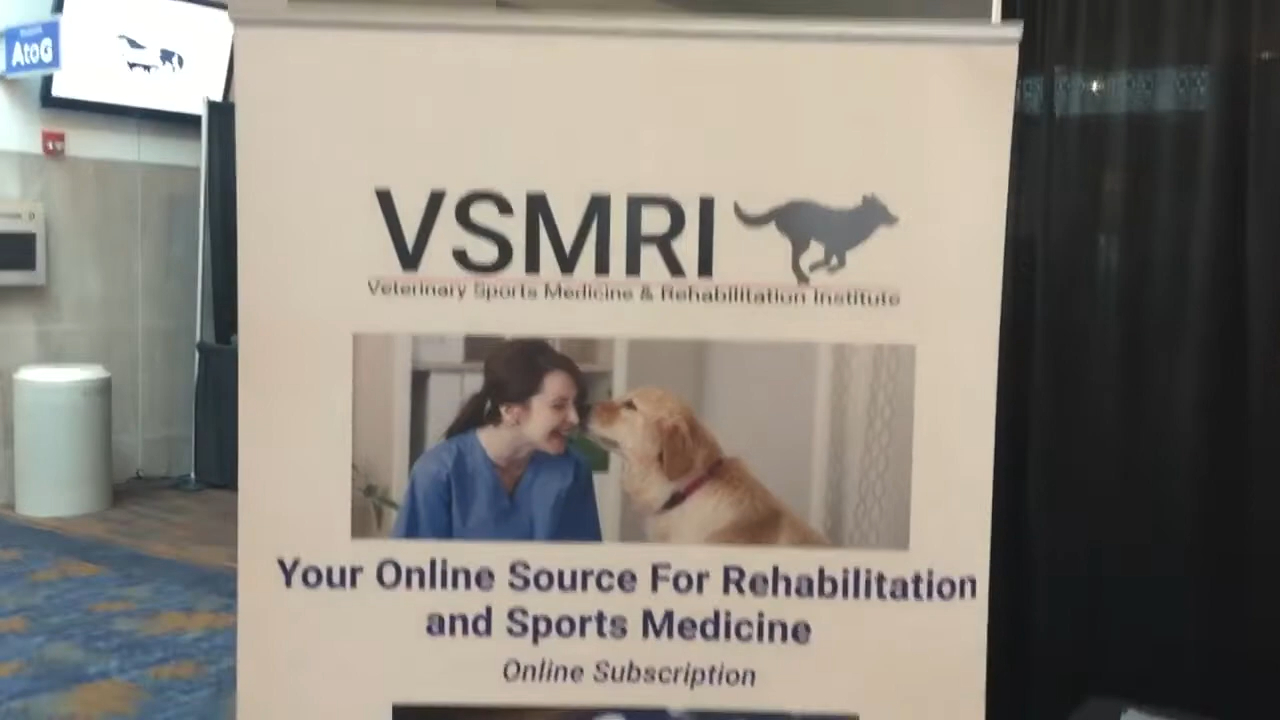 AtoG
VSMRI
Veterinary Sports Medicine & Rehabilitation Institute
Your Online Source For Rehabilitation
and Sports Medicine
Online Subscription